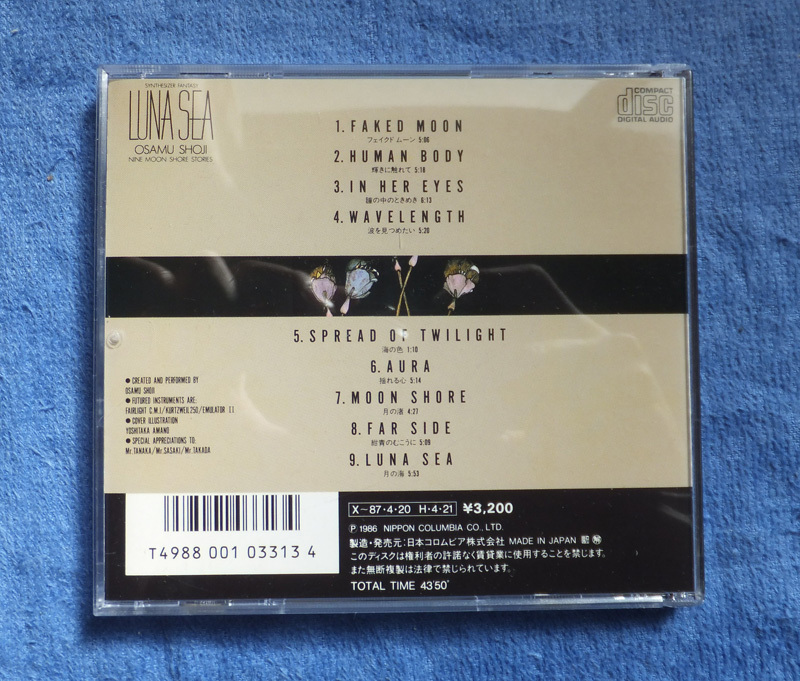 SYNTHESIZER FANTASY
LUNA SEA
OSAMU SHOJI
NINE MOON SHORE STORIES
COMPACT
disc
DIGITAL AUDIO
1. FAKED MOON
フェイクド ムーン 5:06
2. HUMAN BODY
輝きに触れて 5:18
3. IN HER EYES
瞳の中のときめき 6:13
4. WAVELENGTH
波を見つめたい 5:20
5. SPREAD OF TWILIGHT
海の色 1:10
6. AURA
揺れる心 5:14
7. MOON SHORE
月の渚 4:27
8. FAR SIDE
紺青のむこうに 5:09
9. LUNA SEA
月の海 5:53
● CREATED AND PERFORMED BY
OSAMU SHOJI
● FUTURED INSTRUMENTS ARE:
FAIRLIGHT C.M.I/KURTZWEIL250/EMULATOR II
● COVER ILLUSTRATION
YOSHITAKA AMANO
● SPECIAL APPRECIATIONS TO:
Mr.TANAKA/Mr.SASAKI/Mr.TAKADA
T4988 001 03313 4
X~87・4・20 H・4・21 ¥3,200
Ⓟ 1986 NIPPON COLUMBIA CO., LTD.
製造・発売元:日本コロムビア株式会社 MADE IN JAPAN
このディスクは権利者の許諾なく賃貸業に使用することを禁じます。
また無断複製は法律で禁じられています。
TOTAL TIME 43'50"